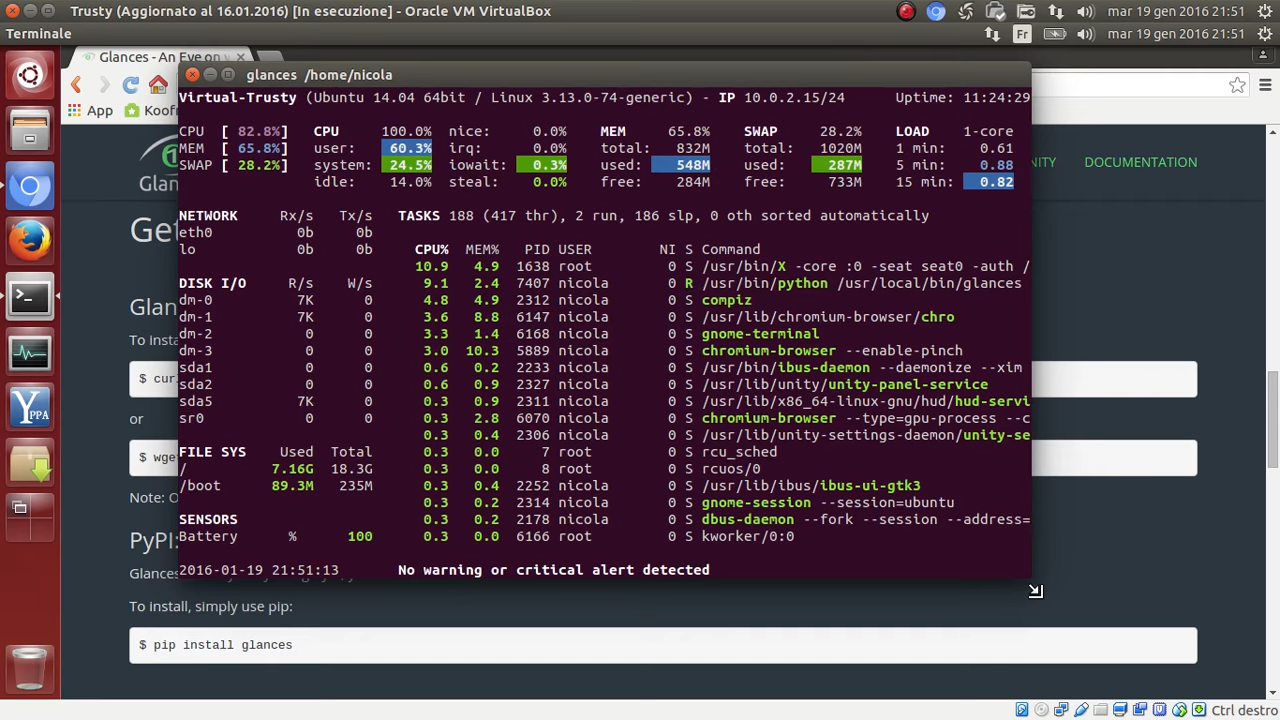 Trusty (Aggiornato al 16.01.2016) [In esecuzione] - Oracle VM VirtualBox
mar 19 gen 2016 21:51
Terminale
Fr
mar 19 gen 2016 21:51
Glances - An Eye on
glances /home/nicola
App
Koofr
Virtual-Trusty (Ubuntu 14.04 64bit / Linux 3.13.0-74-generic) - IP 10.0.2.15/24 Uptime: 11:24:29
CPU [ 82.8%] CPU 100.0% nice: 0.0% MEM 65.8% SWAP 28.2% LOAD 1-core
MEM [ 65.8%] user: 60.3% irq: 0.0% total: 832M total: 1020M 1 min: 0.61
SWAP [ 28.2%] system: 24.5% iowait: 0.3% used: 548M used: 287M 5 min: 0.88
idle: 14.0% steal: 0.0% free: 284M free: 733M 15 min: 0.82
NETWORK Rx/s Tx/s TASKS 188 (417 thr), 2 run, 186 slp, 0 oth sorted automatically
eth0 0b 0b
lo 0b 0b CPU% MEM% PID USER NI S Command
10.9 4.9 1638 root 0 S /usr/bin/X -core :0 -seat seat0 -auth /
DISK I/O R/s W/s 9.1 2.4 7407 nicola 0 R /usr/bin/python /usr/local/bin/glances
dm-0 7K 0 4.8 4.9 2312 nicola 0 S compiz
dm-1 7K 0 3.6 8.8 6147 nicola 0 S /usr/lib/chromium-browser/chro
dm-2 0 0 3.3 1.4 6168 nicola 0 S gnome-terminal
dm-3 0 0 3.0 10.3 5889 nicola 0 S chromium-browser --enable-pinch
sda1 0 0 0.6 0.2 2233 nicola 0 S /usr/bin/ibus-daemon --daemonize --xim
sda2 0 0 0.6 0.9 2327 nicola 0 S /usr/lib/unity/unity-panel-service
sda5 7K 0 0.3 0.9 2311 nicola 0 S /usr/lib/x86_64-linux-gnu/hud/hud-servi
sr0 0 0 0.3 2.8 6070 nicola 0 S chromium-browser --type=gpu-process --c
0.3 0.4 2306 nicola 0 S /usr/lib/unity-settings-daemon/unity-se
FILE SYS Used Total 0.3 0.0 7 root 0 S rcu_sched
/ 7.16G 18.3G 0.3 0.0 8 root 0 S rcuos/0
/boot 89.3M 235M 0.3 0.4 2252 nicola 0 S /usr/lib/ibus/ibus-ui-gtk3
0.3 0.2 2314 nicola 0 S gnome-session --session=ubuntu
SENSORS 0.3 0.2 2178 nicola 0 S dbus-daemon --fork --session --address=
Battery % 100 0.3 0.0 6166 root 0 S kworker/0:0
2016-01-19 21:51:13 No warning or critical alert detected
Glan
NITY
DOCUMENTATION
Get
Glan
To insta
$ cur
or
$ wge
Note: O
PyPI:
Glances
To install, simply use pip:
$ pip install glances
YPPA
Ctrl destro